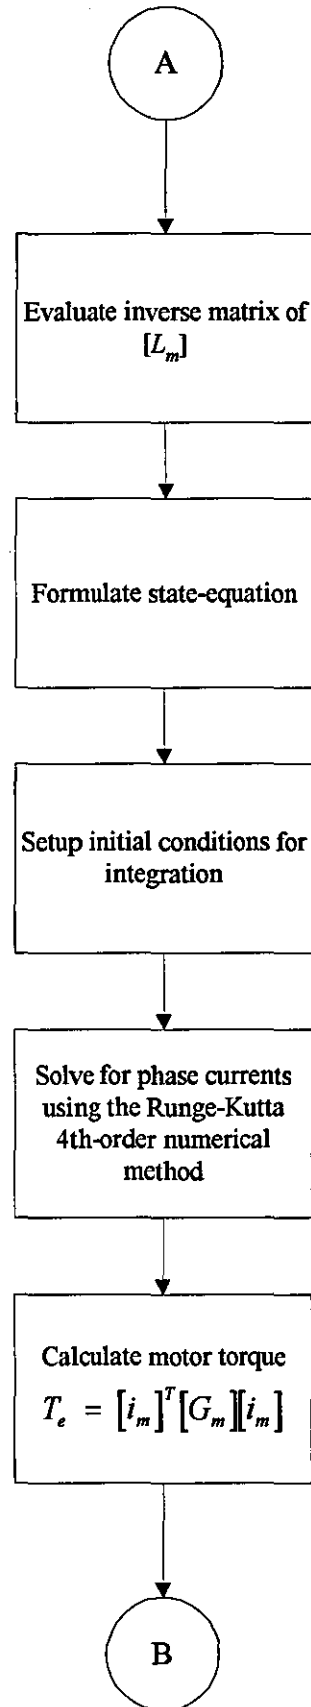 A
Evaluate inverse matrix of
[L_m]
Formulate state-equation
Setup initial conditions for
integration
Solve for phase currents
using the Runge-Kutta
4th-order numerical
method
Calculate motor torque
T_e = [i_m]^T [G_m][i_m]
B